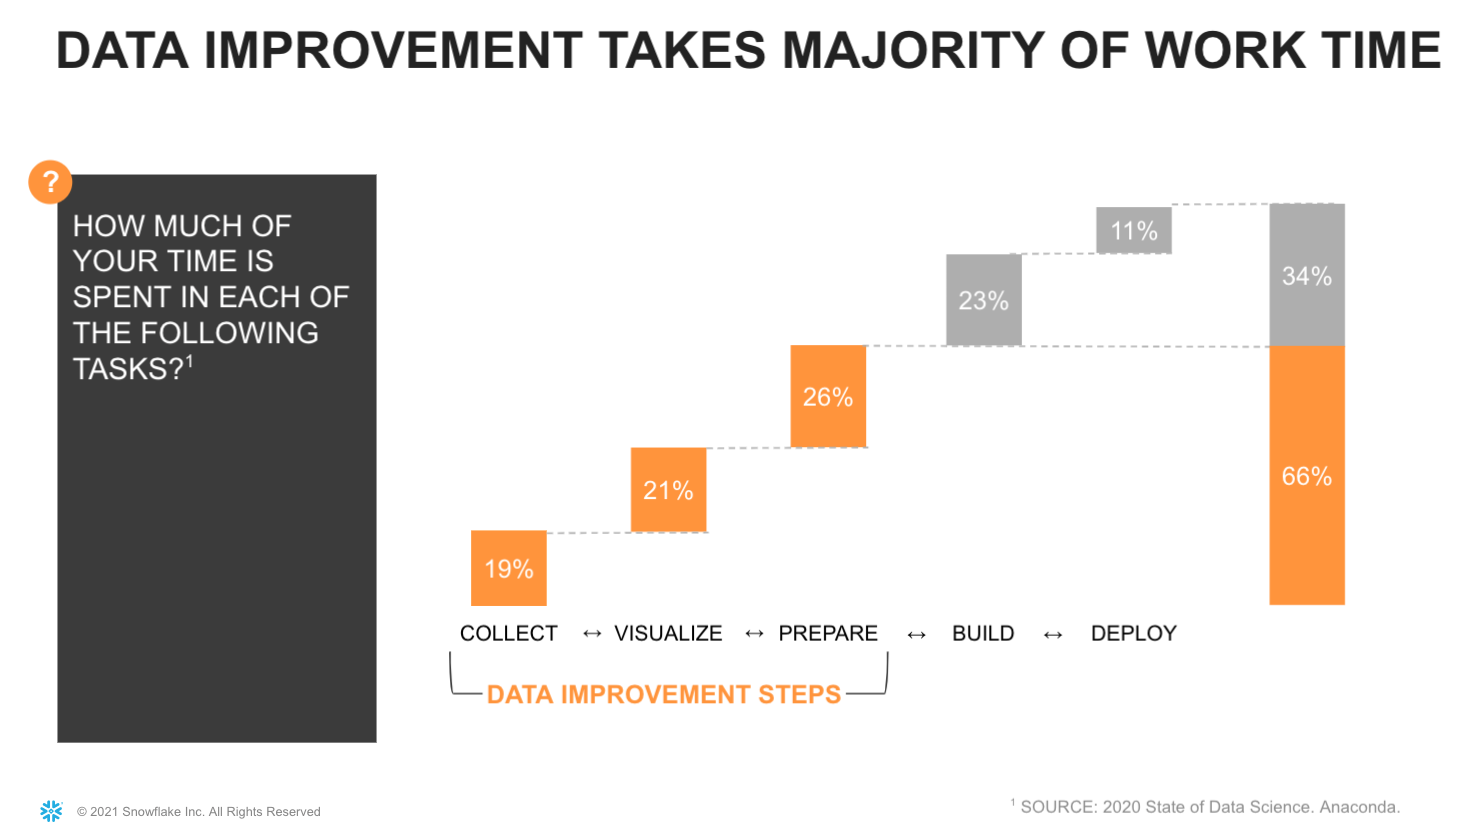 DATA IMPROVEMENT TAKES MAJORITY OF WORK TIME
?
HOW MUCH OF
YOUR TIME IS
SPENT IN EACH OF
THE FOLLOWING
TASKS?¹
11%
34%
23%
26%
66%
21%
19%
COLLECT ↔ VISUALIZE ↔ PREPARE ↔ BUILD ↔ DEPLOY
DATA IMPROVEMENT STEPS
© 2021 Snowflake Inc. All Rights Reserved
¹ SOURCE: 2020 State of Data Science. Anaconda.